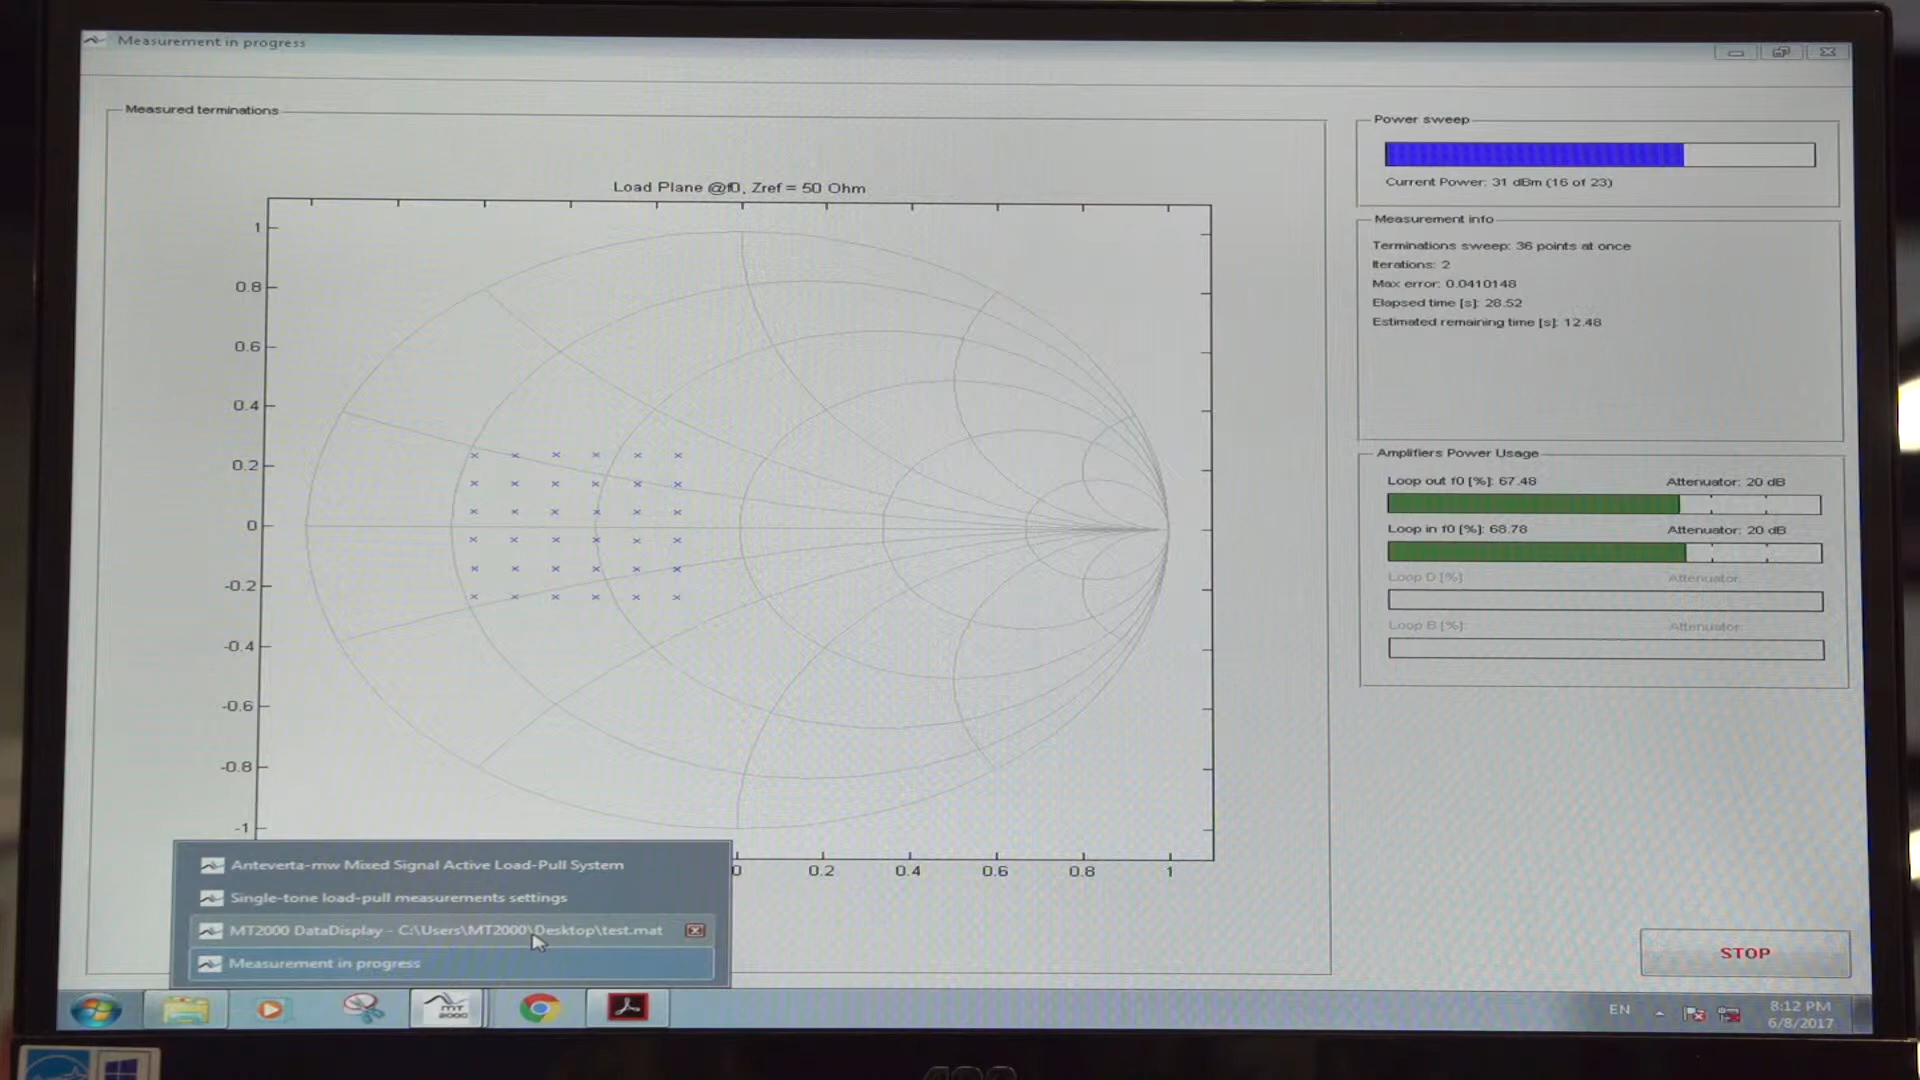 Measurement in progress
Measured terminations
Load Plane @f0, Zref = 50 Ohm
1
0.8
0.6
0.4
0.2
0
-0.2
-0.4
-0.6
-0.8
-1
0
0.2
0.4
0.6
0.8
1
Power sweep
Current Power: 31 dBm (16 of 23)
Measurement info
Terminations sweep: 36 points at once
Iterations: 2
Max error: 0.0410148
Elapsed time [s]: 28.52
Estimated remaining time [s]: 12.48
Amplifiers Power Usage
Loop out f0 [%]: 67.48 Attenuator: 20 dB
Loop in f0 [%]: 68.78 Attenuator: 20 dB
Loop D [%] Attenuator:
Loop B [%]: Attenuator:
STOP
Anteverta-mw Mixed Signal Active Load-Pull System
Single-tone load-pull measurements settings
MT2000 DataDisplay - C:\Users\MT2000\Desktop\test.mat
Measurement in progress
MT
2000
EN
8:12 PM
6/8/2017